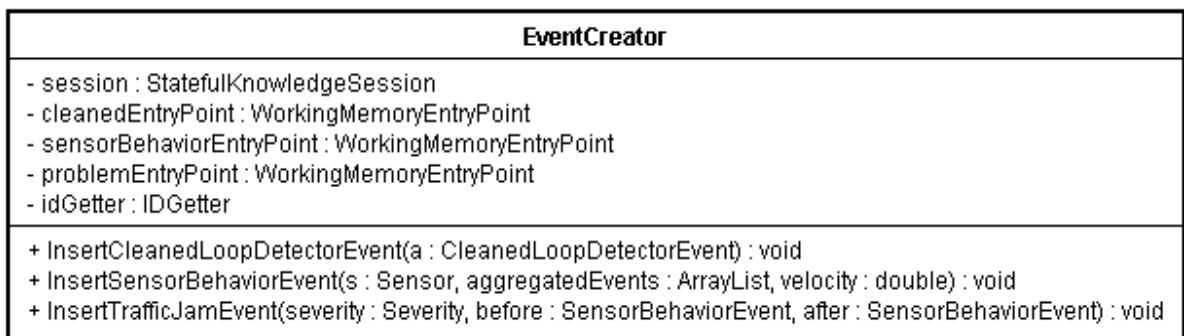 EventCreator
- session : StatefulKnowledgeSession
- cleanedEntryPoint : WorkingMemoryEntryPoint
- sensorBehaviorEntryPoint : WorkingMemoryEntryPoint
- problemEntryPoint : WorkingMemoryEntryPoint
- idGetter : IDGetter
+ InsertCleanedLoopDetectorEvent(a : CleanedLoopDetectorEvent) : void
+ InsertSensorBehaviorEvent(s : Sensor, aggregatedEvents : ArrayList, velocity : double) : void
+ InsertTrafficJamEvent(severity : Severity, before : SensorBehaviorEvent, after : SensorBehaviorEvent) : void